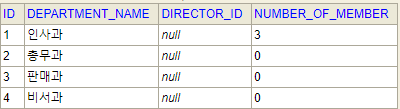 ID DEPARTMENT_NAME DIRECTOR_ID NUMBER_OF_MEMBER
1 인사과 null 3
2 총무과 null 0
3 판매과 null 0
4 비서과 null 0